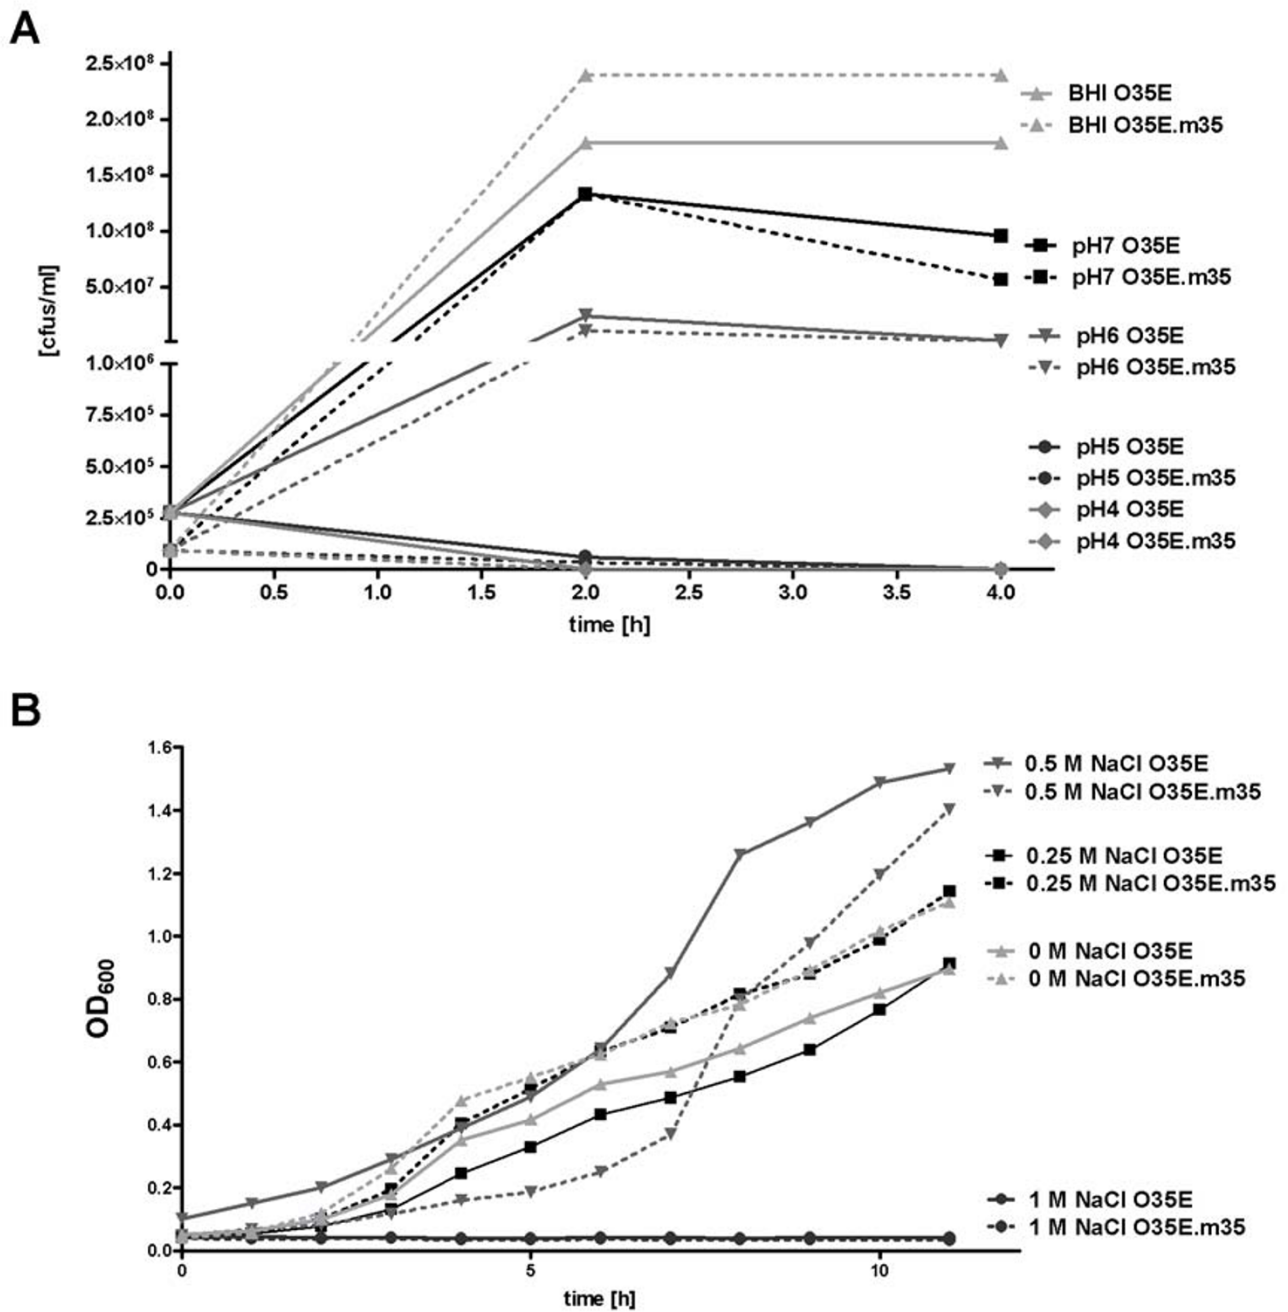 A
2.5×10⁸
2.0×10⁸
1.5×10⁸
1.0×10⁸
5.0×10⁷
1.0×10⁶
7.5×10⁵
5.0×10⁵
2.5×10⁵
0
[cfus/ml]
0.0 0.5 1.0 1.5 2.0 2.5 3.0 3.5 4.0
time [h]
BHI O35E
BHI O35E.m35
pH7 O35E
pH7 O35E.m35
pH6 O35E
pH6 O35E.m35
pH5 O35E
pH5 O35E.m35
pH4 O35E
pH4 O35E.m35
B
1.6
1.4
1.2
1.0
0.8
0.6
0.4
0.2
0.0
OD₆₀₀
0 5 10
time [h]
0.5 M NaCl O35E
0.5 M NaCl O35E.m35
0.25 M NaCl O35E
0.25 M NaCl O35E.m35
0 M NaCl O35E
0 M NaCl O35E.m35
1 M NaCl O35E
1 M NaCl O35E.m35